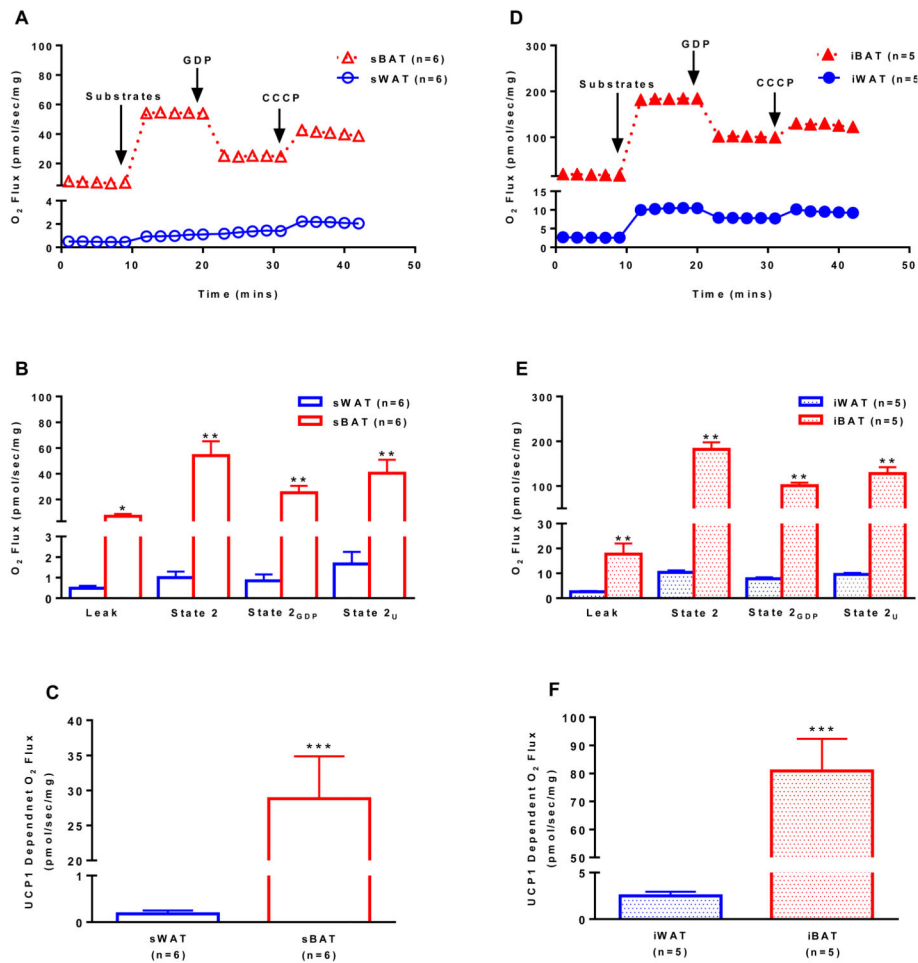 A
O2 Flux (pmol/sec/mg)
100
80
60
40
20
4
2
0
0 10 20 30 40 50
Time (mins)
Substrates
GDP
CCCP
sBAT (n=6)
sWAT (n=6)
D
O2 Flux (pmol/sec/mg)
300
200
100
15
10
5
0
0 10 20 30 40 50
Time (mins)
Substrates
GDP
CCCP
iBAT (n=5
iWAT (n=5
B
O2 Flux (pmol/sec/mg)
100
80
60
40
20
3
2
1
0
sWAT (n=6)
sBAT (n=6)
*
**
**
**
Leak State 2 State 2GDP State 2U
E
O2 Flux (pmol/sec/mg)
300
200
100
30
20
10
0
iWAT (n=5)
iBAT (n=5)
**
**
**
**
Leak State 2 State 2GDP State 2U
C
UCP1 Dependnet O2 Flux
(pmol/sec/mg)
40
35
30
25
20
1
0
***
sWAT sBAT
(n=6) (n=6)
F
UCP1 Dependent O2 Flux
(pmol/sec/mg)
100
90
80
70
60
50
5
0
***
iWAT iBAT
(n=5) (n=5)